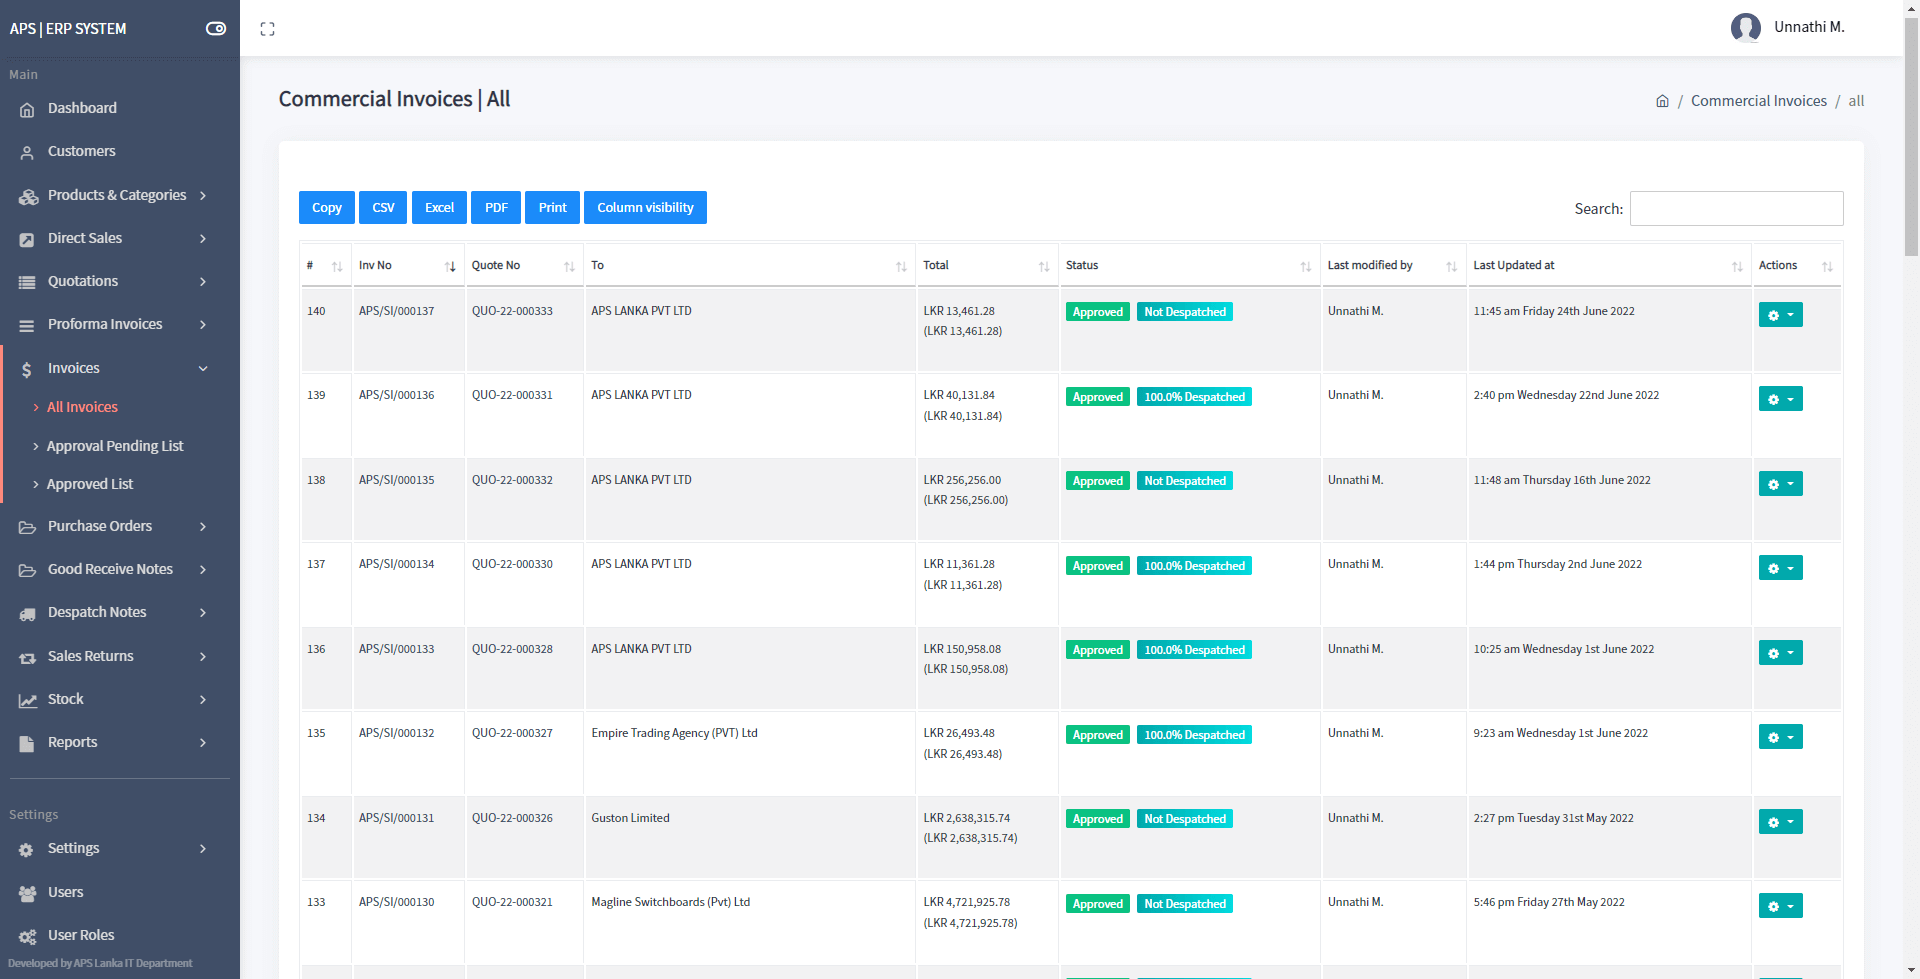 APS | ERP SYSTEM
Unnathi M.
Main
Dashboard
Customers
Products & Categories
Direct Sales
Quotations
Proforma Invoices
Invoices
All Invoices
Approval Pending List
Approved List
Purchase Orders
Good Receive Notes
Despatch Notes
Sales Returns
Stock
Reports
Settings
Settings
Users
User Roles
Developed by APS Lanka IT Department
Commercial Invoices | All
/ Commercial Invoices / all
Copy CSV Excel PDF Print Column visibility
Search:
# Inv No Quote No To Total Status Last modified by Last Updated at Actions
140 APS/SI/000137 QUO-22-000333 APS LANKA PVT LTD LKR 13,461.28 Approved Not Despatched Unnathi M. 11:45 am Friday 24th June 2022
(LKR 13,461.28)
139 APS/SI/000136 QUO-22-000331 APS LANKA PVT LTD LKR 40,131.84 Approved 100.0% Despatched Unnathi M. 2:40 pm Wednesday 22nd June 2022
(LKR 40,131.84)
138 APS/SI/000135 QUO-22-000332 APS LANKA PVT LTD LKR 256,256.00 Approved Not Despatched Unnathi M. 11:48 am Thursday 16th June 2022
(LKR 256,256.00)
137 APS/SI/000134 QUO-22-000330 APS LANKA PVT LTD LKR 11,361.28 Approved 100.0% Despatched Unnathi M. 1:44 pm Thursday 2nd June 2022
(LKR 11,361.28)
136 APS/SI/000133 QUO-22-000328 APS LANKA PVT LTD LKR 150,958.08 Approved 100.0% Despatched Unnathi M. 10:25 am Wednesday 1st June 2022
(LKR 150,958.08)
135 APS/SI/000132 QUO-22-000327 Empire Trading Agency (PVT) Ltd LKR 26,493.48 Approved 100.0% Despatched Unnathi M. 9:23 am Wednesday 1st June 2022
(LKR 26,493.48)
134 APS/SI/000131 QUO-22-000326 Guston Limited LKR 2,638,315.74 Approved Not Despatched Unnathi M. 2:27 pm Tuesday 31st May 2022
(LKR 2,638,315.74)
133 APS/SI/000130 QUO-22-000321 Magline Switchboards (Pvt) Ltd LKR 4,721,925.78 Approved Not Despatched Unnathi M. 5:46 pm Friday 27th May 2022
(LKR 4,721,925.78)